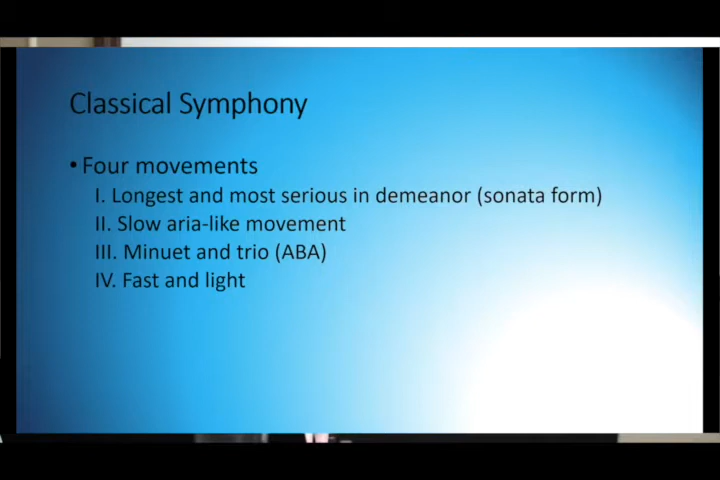 Classical Symphony
• Four movements
I. Longest and most serious in demeanor (sonata form)
II. Slow aria-like movement
III. Minuet and trio (ABA)
IV. Fast and light